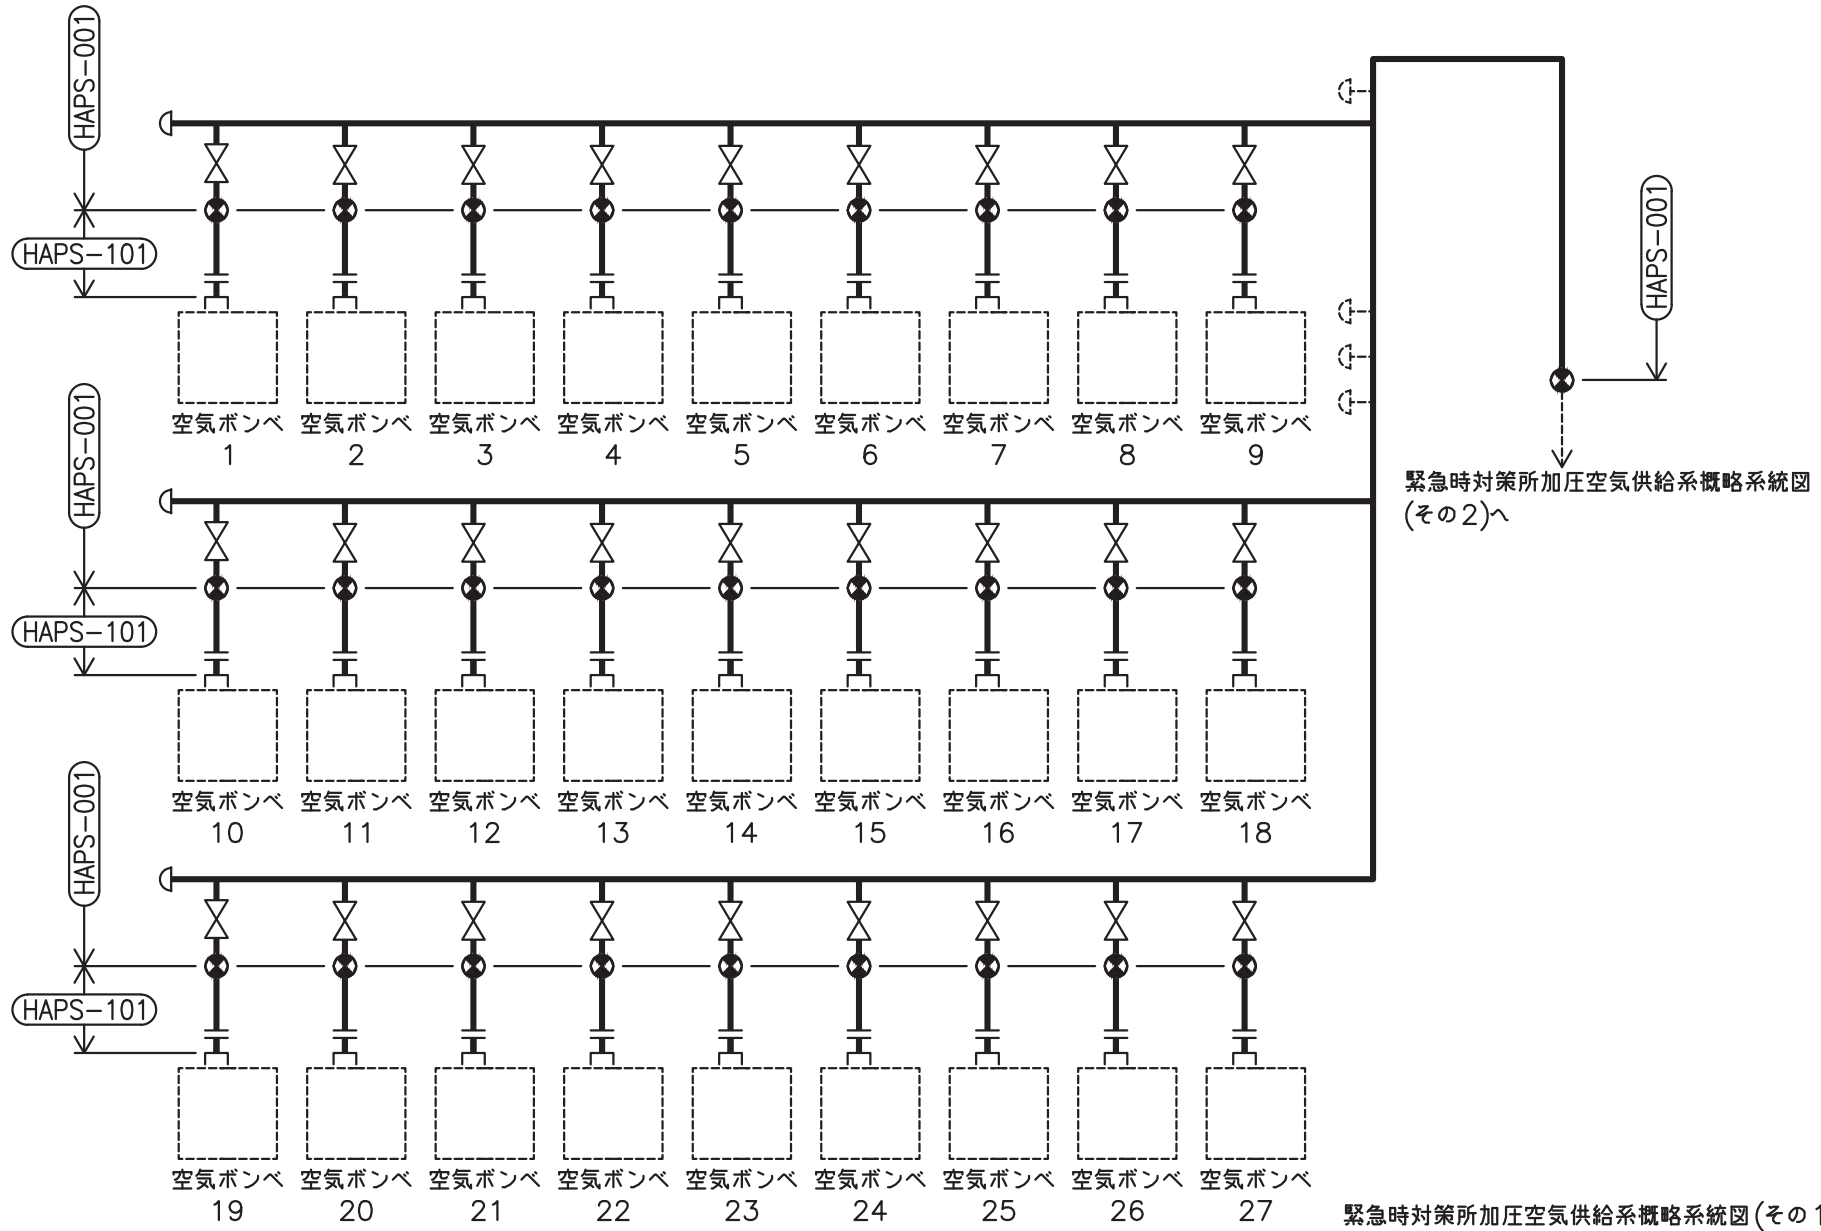 HAPS-001
HAPS-101
HAPS-001
空気ボンベ 空気ボンベ 空気ボンベ 空気ボンベ 空気ボンベ 空気ボンベ 空気ボンベ 空気ボンベ 空気ボンベ
1 2 3 4 5 6 7 8 9
緊急時対策所加圧空気供給系概略系統図
(その2)へ
HAPS-001
HAPS-101
空気ボンベ 空気ボンベ 空気ボンベ 空気ボンベ 空気ボンベ 空気ボンベ 空気ボンベ 空気ボンベ 空気ボンベ
10 11 12 13 14 15 16 17 18
HAPS-001
HAPS-101
空気ボンベ 空気ボンベ 空気ボンベ 空気ボンベ 空気ボンベ 空気ボンベ 空気ボンベ 空気ボンベ 空気ボンベ
19 20 21 22 23 24 25 26 27
緊急時対策所加圧空気供給系概略系統図(その1